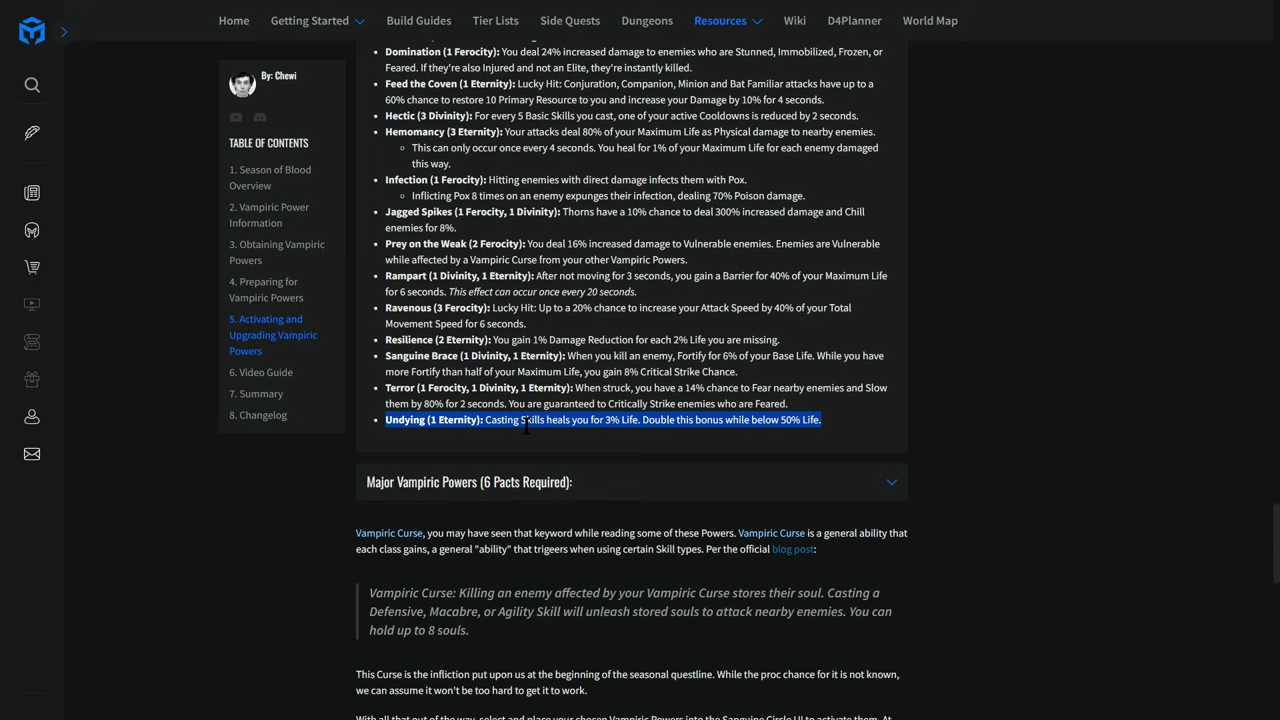 Home Getting Started Build Guides Tier Lists Side Quests Dungeons Resources Wiki D4Planner World Map
By: Chewi
TABLE OF CONTENTS
1. Season of Blood
Overview
2. Vampiric Power
Information
3. Obtaining Vampiric
Powers
4. Preparing for
Vampiric Powers
5. Activating and
Upgrading Vampiric
Powers
6. Video Guide
7. Summary
8. Changelog
Domination (1 Ferocity): You deal 24% increased damage to enemies who are Stunned, Immobilized, Frozen, or
Feared. If they're also Injured and not an Elite, they're instantly killed.
Feed the Coven (1 Eternity): Lucky Hit: Conjuration, Companion, Minion and Bat Familiar attacks have up to a
60% chance to restore 10 Primary Resource to you and increase your Damage by 10% for 4 seconds.
Hectic (3 Divinity): For every 5 Basic Skills you cast, one of your active Cooldowns is reduced by 2 seconds.
Hemomancy (3 Eternity): Your attacks deal 80% of your Maximum Life as Physical damage to nearby enemies.
This can only occur once every 4 seconds. You heal for 1% of your Maximum Life for each enemy damaged
this way.
Infection (1 Ferocity): Hitting enemies with direct damage infects them with Pox.
Inflicting Pox 8 times on an enemy expunges their infection, dealing 70% Poison damage.
Jagged Spikes (1 Ferocity, 1 Divinity): Thorns have a 10% chance to deal 300% increased damage and Chill
enemies for 8%.
Prey on the Weak (2 Ferocity): You deal 16% increased damage to Vulnerable enemies. Enemies are Vulnerable
while affected by a Vampiric Curse from your other Vampiric Powers.
Rampart (1 Divinity, 1 Eternity): After not moving for 3 seconds, you gain a Barrier for 40% of your Maximum Life
for 6 seconds. This effect can occur once every 20 seconds.
Ravenous (3 Ferocity): Lucky Hit: Up to a 20% chance to increase your Attack Speed by 40% of your Total
Movement Speed for 6 seconds.
Resilience (2 Eternity): You gain 1% Damage Reduction for each 2% Life you are missing.
Sanguine Brace (1 Divinity, 1 Eternity): When you kill an enemy, Fortify for 6% of your Base Life. While you have
more Fortify than half of your Maximum Life, you gain 8% Critical Strike Chance.
Terror (1 Ferocity, 1 Divinity, 1 Eternity): When struck, you have a 14% chance to Fear nearby enemies and Slow
them by 80% for 2 seconds. You are guaranteed to Critically Strike enemies who are Feared.
Undying (1 Eternity): Casting Skills heals you for 3% Life. Double this bonus while below 50% Life.
Major Vampiric Powers (6 Pacts Required):
Vampiric Curse, you may have seen that keyword while reading some of these Powers. Vampiric Curse is a general ability that
each class gains, a general "ability" that trigeers when using certain Skill types. Per the official blog post:
Vampiric Curse: Killing an enemy affected by your Vampiric Curse stores their soul. Casting a
Defensive, Macabre, or Agility Skill will unleash stored souls to attack nearby enemies. You can
hold up to 8 souls.
This Curse is the infliction put upon us at the beginning of the seasonal questline. While the proc chance for it is not known,
we can assume it won't be too hard to get it to work.
With all that out of the way, select and place your chosen Vampiric Powers into the Sanguine Circle UI to activate them. At